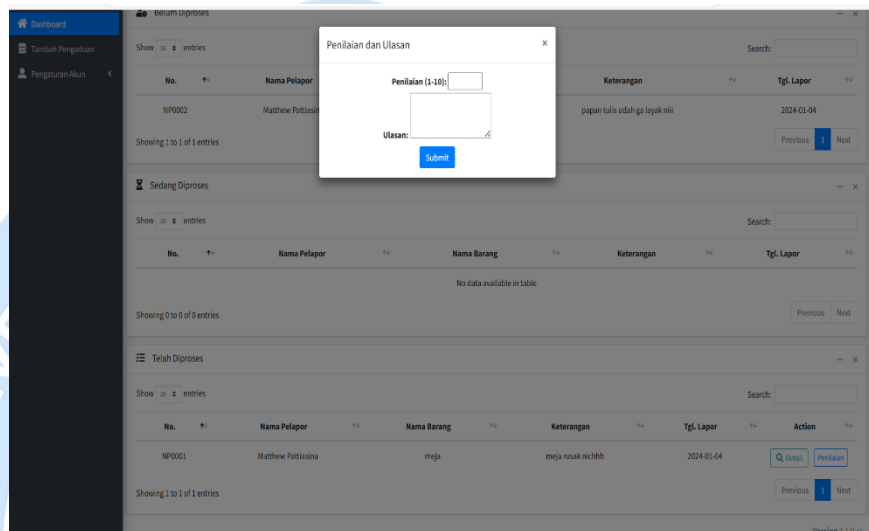 Dashboard
Tambah Pengaduan
Pengaturan Akun
Belum Diproses
Show 10 entries
Search:
No. Nama Pelapor Keterangan Tgl. Lapor
NP0002 Matthew Pattiasin papan tulis udah ga layak niii 2024-01-04
Showing 1 to 1 of 1 entries
Previous 1 Next
Penilaian dan Ulasan x
Penilaian (1-10):
Ulasan:
Submit
Sedang Diproses
Show 10 entries
Search:
No. Nama Pelapor Nama Barang Keterangan Tgl. Lapor
No data available in table
Showing 0 to 0 of 0 entries
Previous Next
Telah Diproses
Show 10 entries
Search:
No. Nama Pelapor Nama Barang Keterangan Tgl. Lapor Action
NP0001 Matthew Pattiasina meja meja rusak nichhh 2024-01-04 Detail Penilaian
Showing 1 to 1 of 1 entries
Previous 1 Next